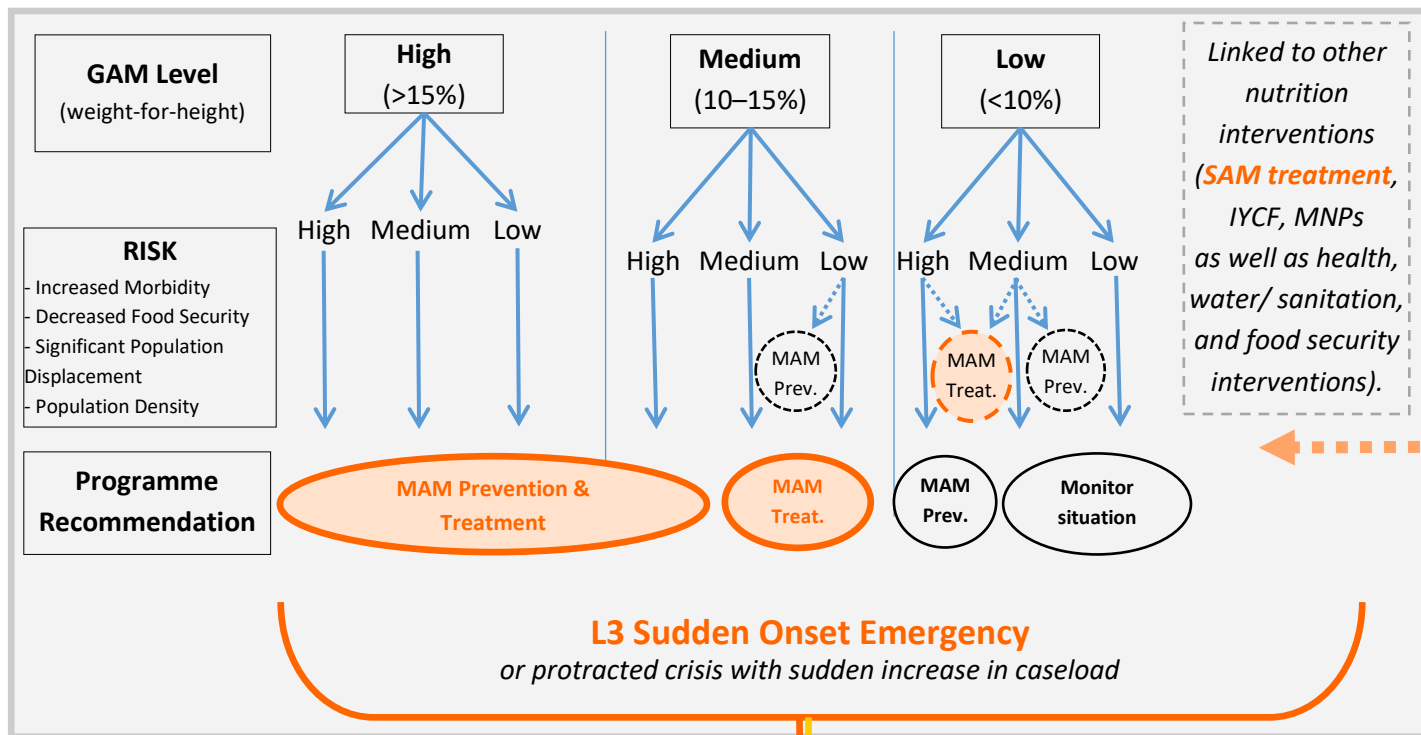 GAM Level
(weight-for-height)
High
(>15%)
Medium
(10–15%)
Low
(<10%)
Linked to other
nutrition
interventions
(SAM treatment,
IYCF, MNPs
as well as health,
water/ sanitation,
and food security
interventions).
RISK
- Increased Morbidity
- Decreased Food Security
- Significant Population
Displacement
- Population Density
High Medium Low
High Medium Low
High Medium Low
MAM
Prev.
MAM
Treat.
MAM
Prev.
Programme
Recommendation
MAM Prevention &
Treatment
MAM
Treat.
MAM
Prev.
Monitor
situation
L3 Sudden Onset Emergency
or protracted crisis with sudden increase in caseload